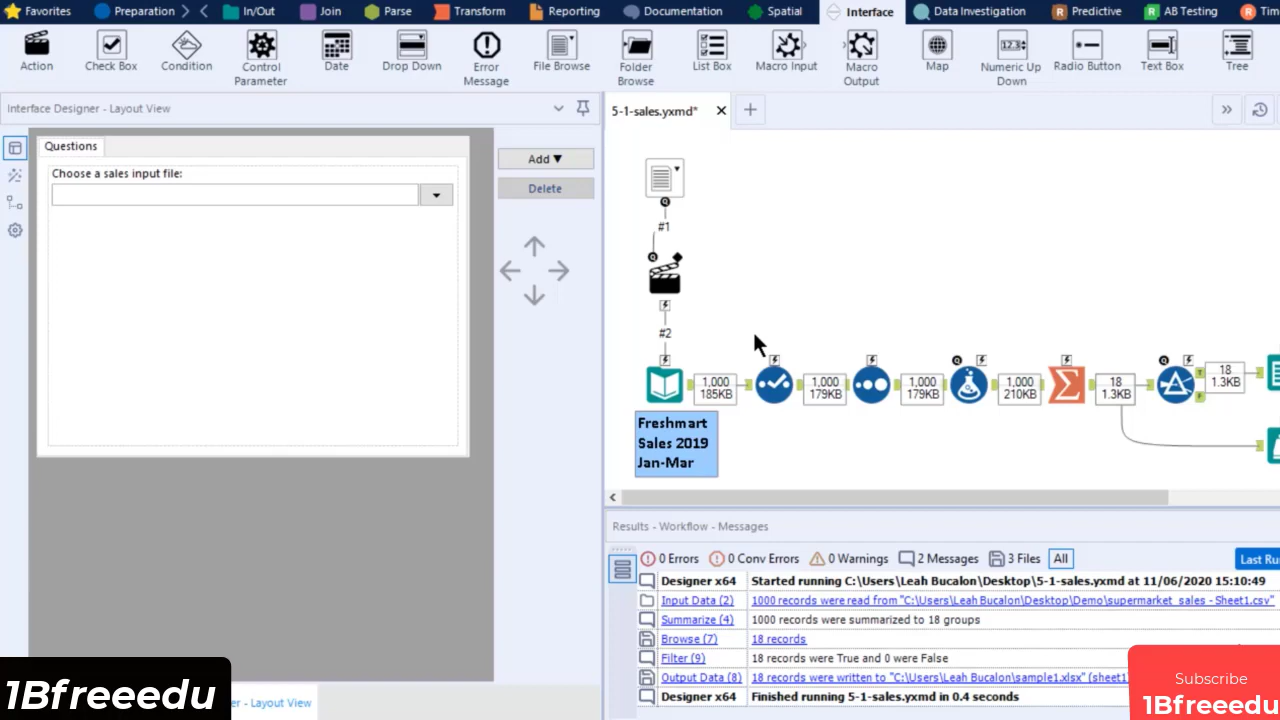 Favorites
Preparation
In/Out
Join
Parse
Transform
Reporting
Documentation
Spatial
Interface
Data Investigation
Predictive
AB Testing
Action
Check Box
Condition
Control
Parameter
Date
Drop Down
Error
Message
File Browse
Folder
Browse
List Box
Macro Input
Macro
Output
Map
Numeric Up
Down
Radio Button
Text Box
Tree
Interface Designer - Layout View
Questions
Choose a sales input file:
Add ▼
Delete
5-1-sales.yxmd*
#1
#2
1,000
185KB
1,000
179KB
1,000
179KB
1,000
210KB
18
1.3KB
18
1.3KB
Freshmart
Sales 2019
Jan-Mar
Results - Workflow - Messages
0 Errors
0 Conv Errors
0 Warnings
2 Messages
3 Files
All
Last Ru
Designer x64 Started running C:\Users\Leah Bucalon\Desktop\5-1-sales.yxmd at 11/06/2020 15:10:49
Input Data (2) 1000 records were read from "C:\Users\Leah Bucalon\Desktop\Demo\supermarket_sales - Sheet1.csv"
Summarize (4) 1000 records were summarized to 18 groups
Browse (7) 18 records
Filter (9) 18 records were True and 0 were False
Output Data (8) 18 records were written to "C:\Users\Leah Bucalon\sample1.xlsx" (sheet1
Designer x64 Finished running 5-1-sales.yxmd in 0.4 seconds
1Bfreeedu
er - Layout View
Subscribe
1Bfreeedu